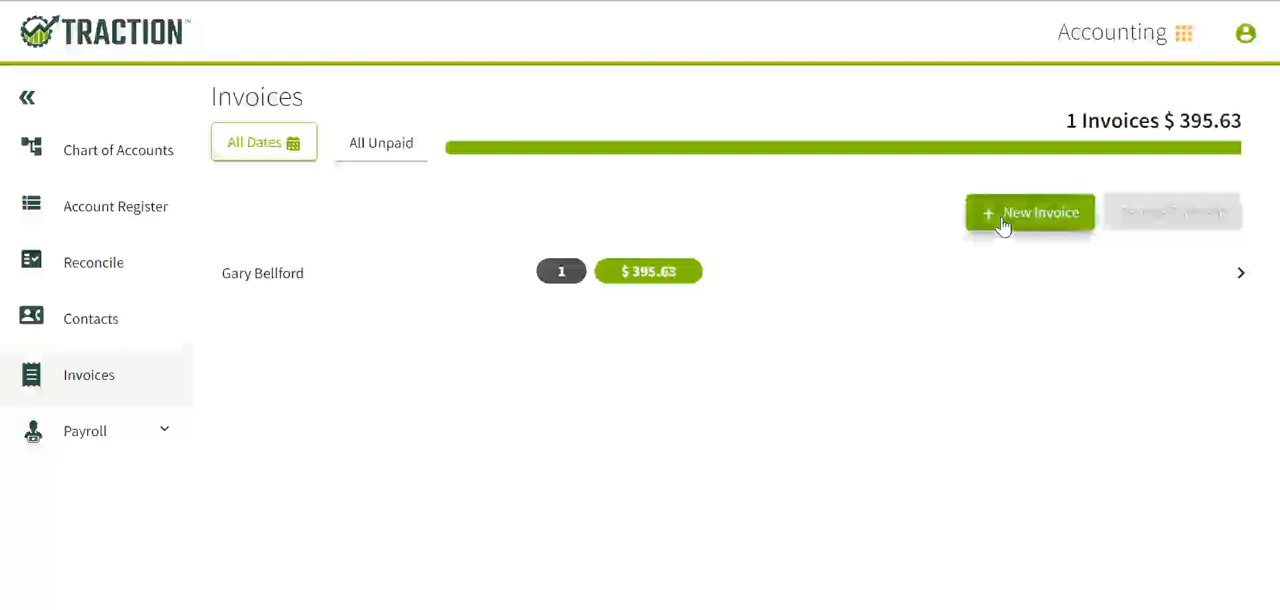 TRACTION™
Accounting
Invoices
1 Invoices $ 395.63
All Dates
All Unpaid
Chart of Accounts
+ New Invoice
Account Register
Reconcile
Gary Bellford 1 $ 395.63
Contacts
Invoices
Payroll